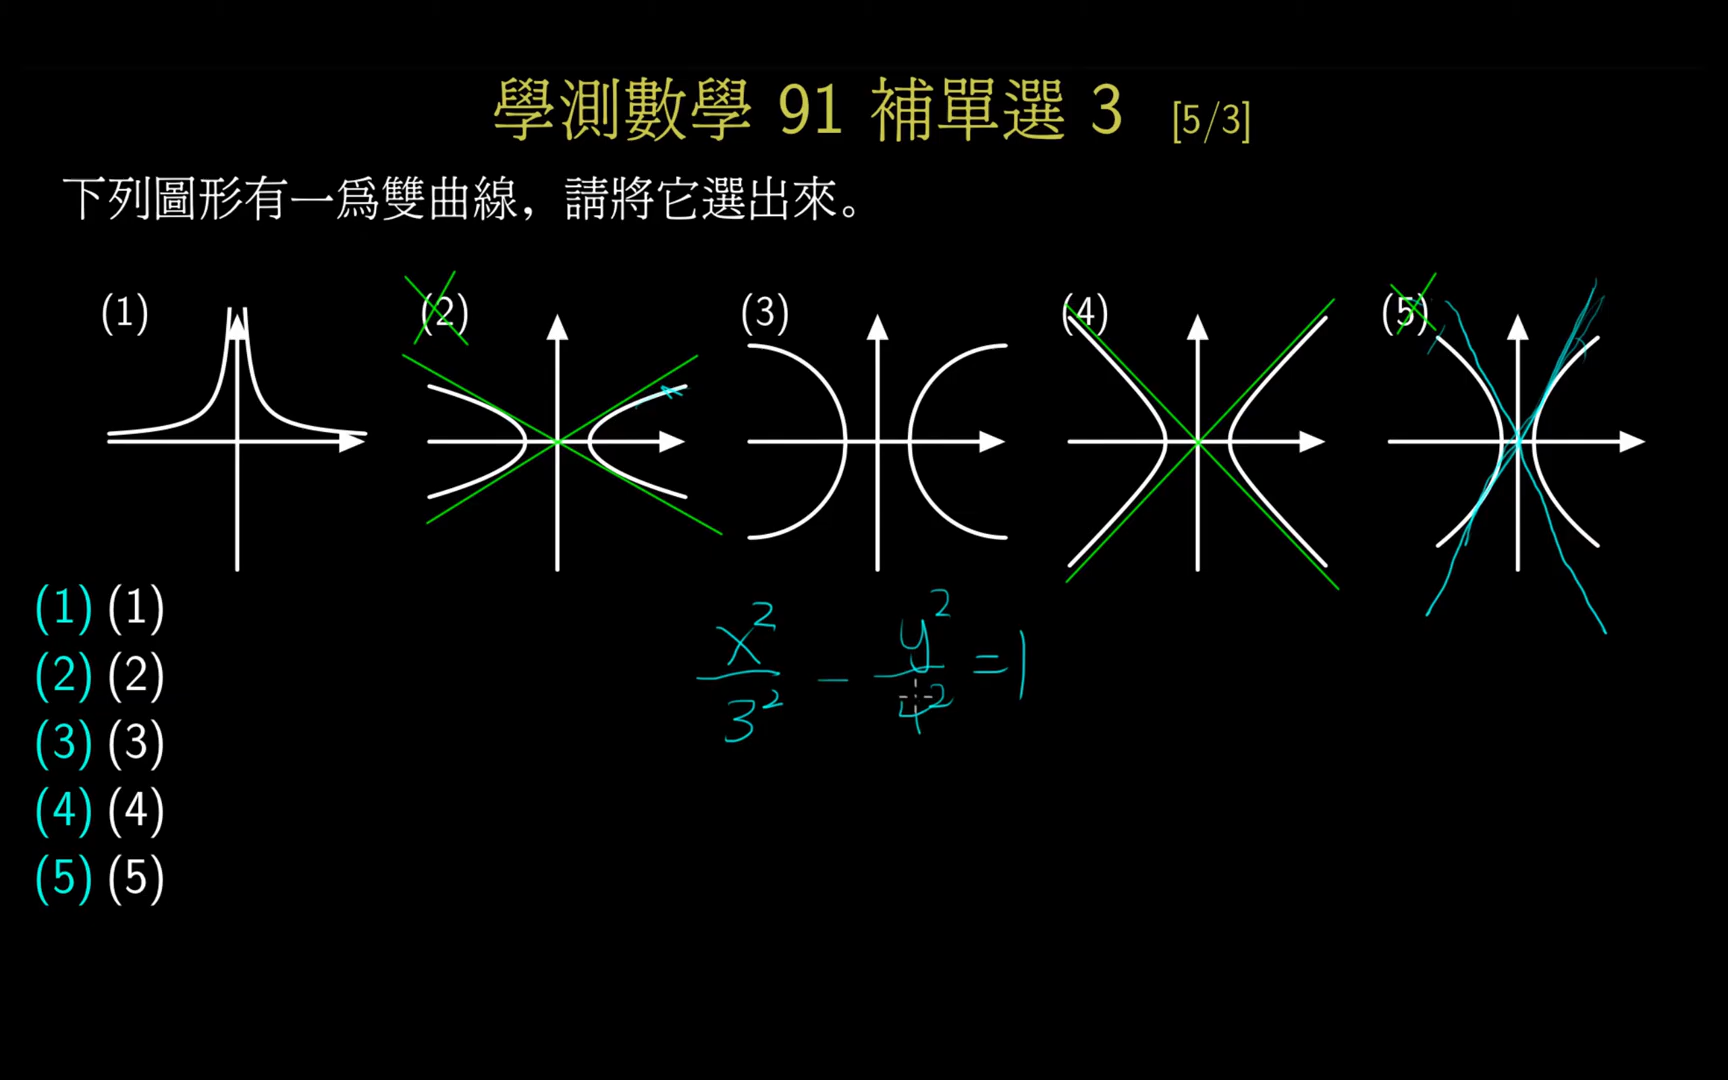 學測數學 91 補單選 3 [5/3]
下列圖形有一為雙曲線，請將它選出來。
(1) (2) (3) (4) (5)
x²/3² - y²/4² = 1
(1) (1)
(2) (2)
(3) (3)
(4) (4)
(5) (5)